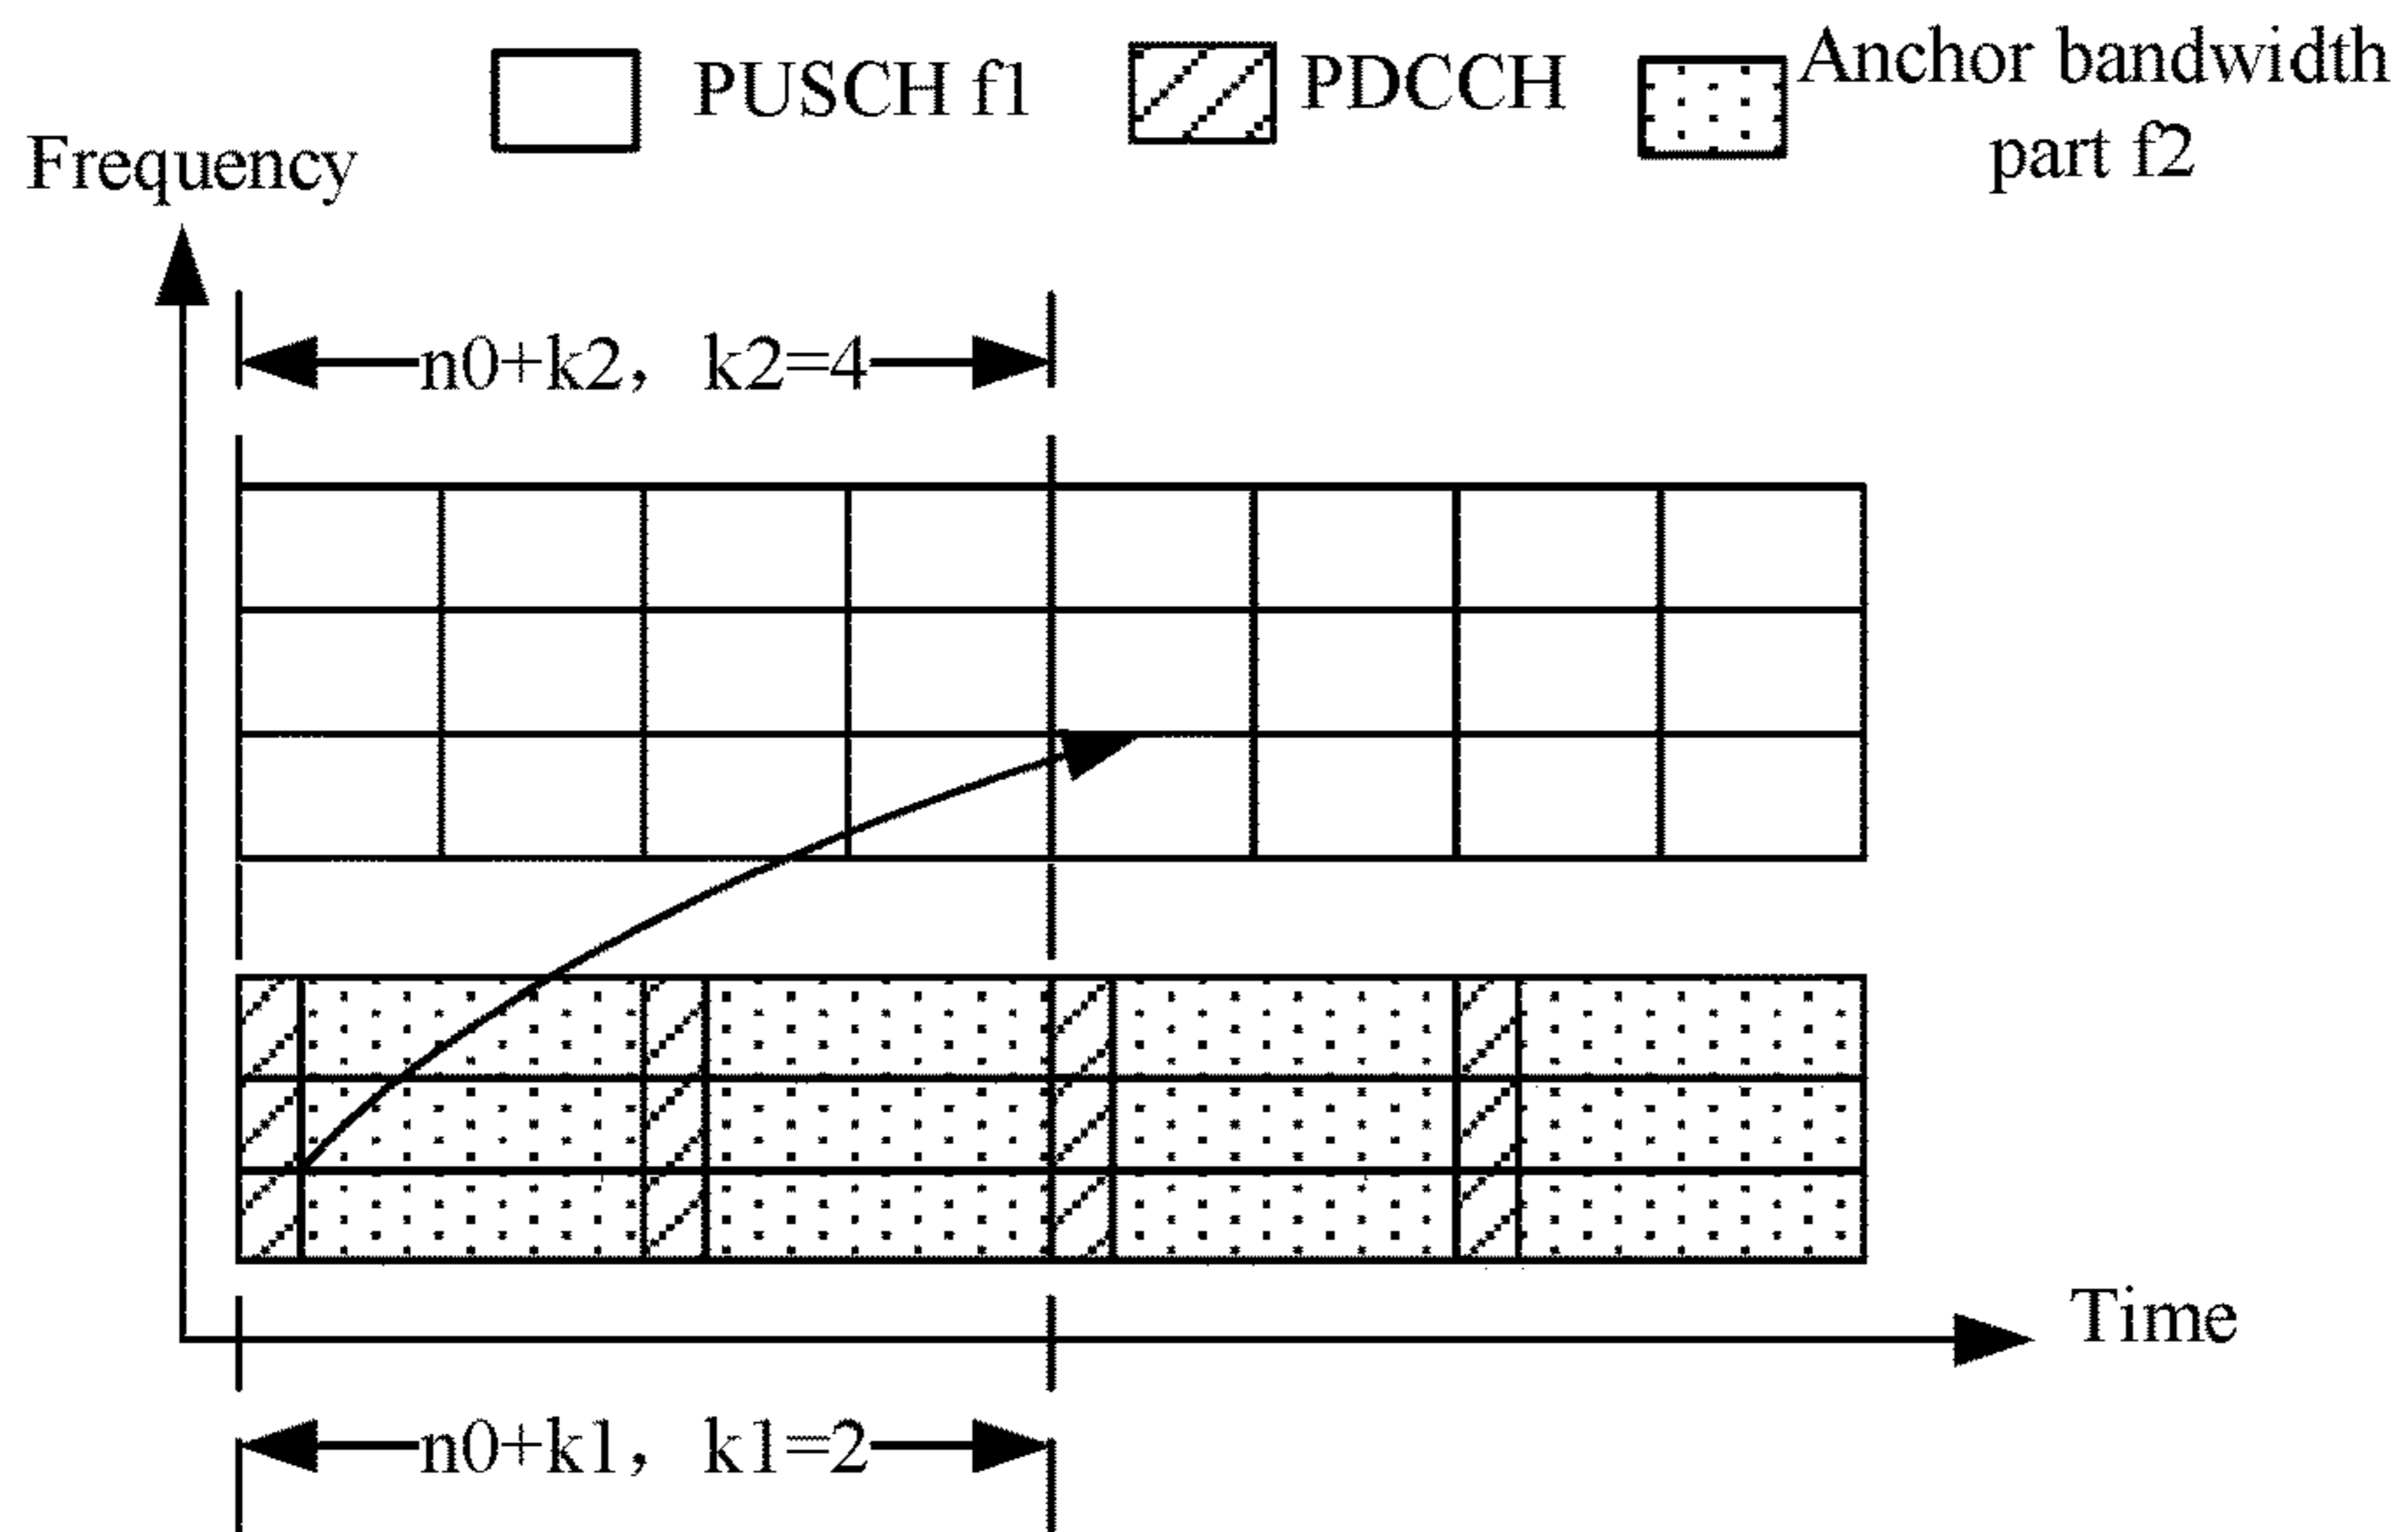 PUSCH f1
PDCCH
Anchor bandwidth
part f2
Frequency
n0+k2, k2=4
Time
n0+k1, k1=2